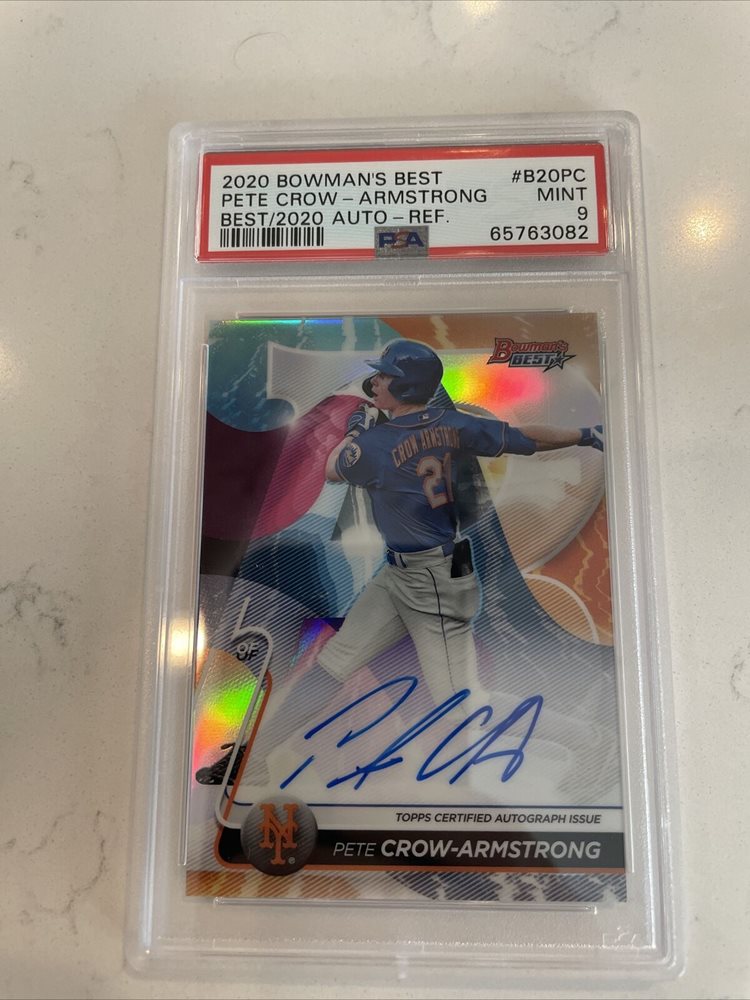 2020 BOWMAN'S BEST #B20PC
PETE CROW-ARMSTRONG MINT
BEST/2020 AUTO-REF. 9
PSA 65763082
Bowman's
BEST
CROW ARMSTRONG
21
OF
TOPPS CERTIFIED AUTOGRAPH ISSUE
NY
PETE CROW-ARMSTRONG